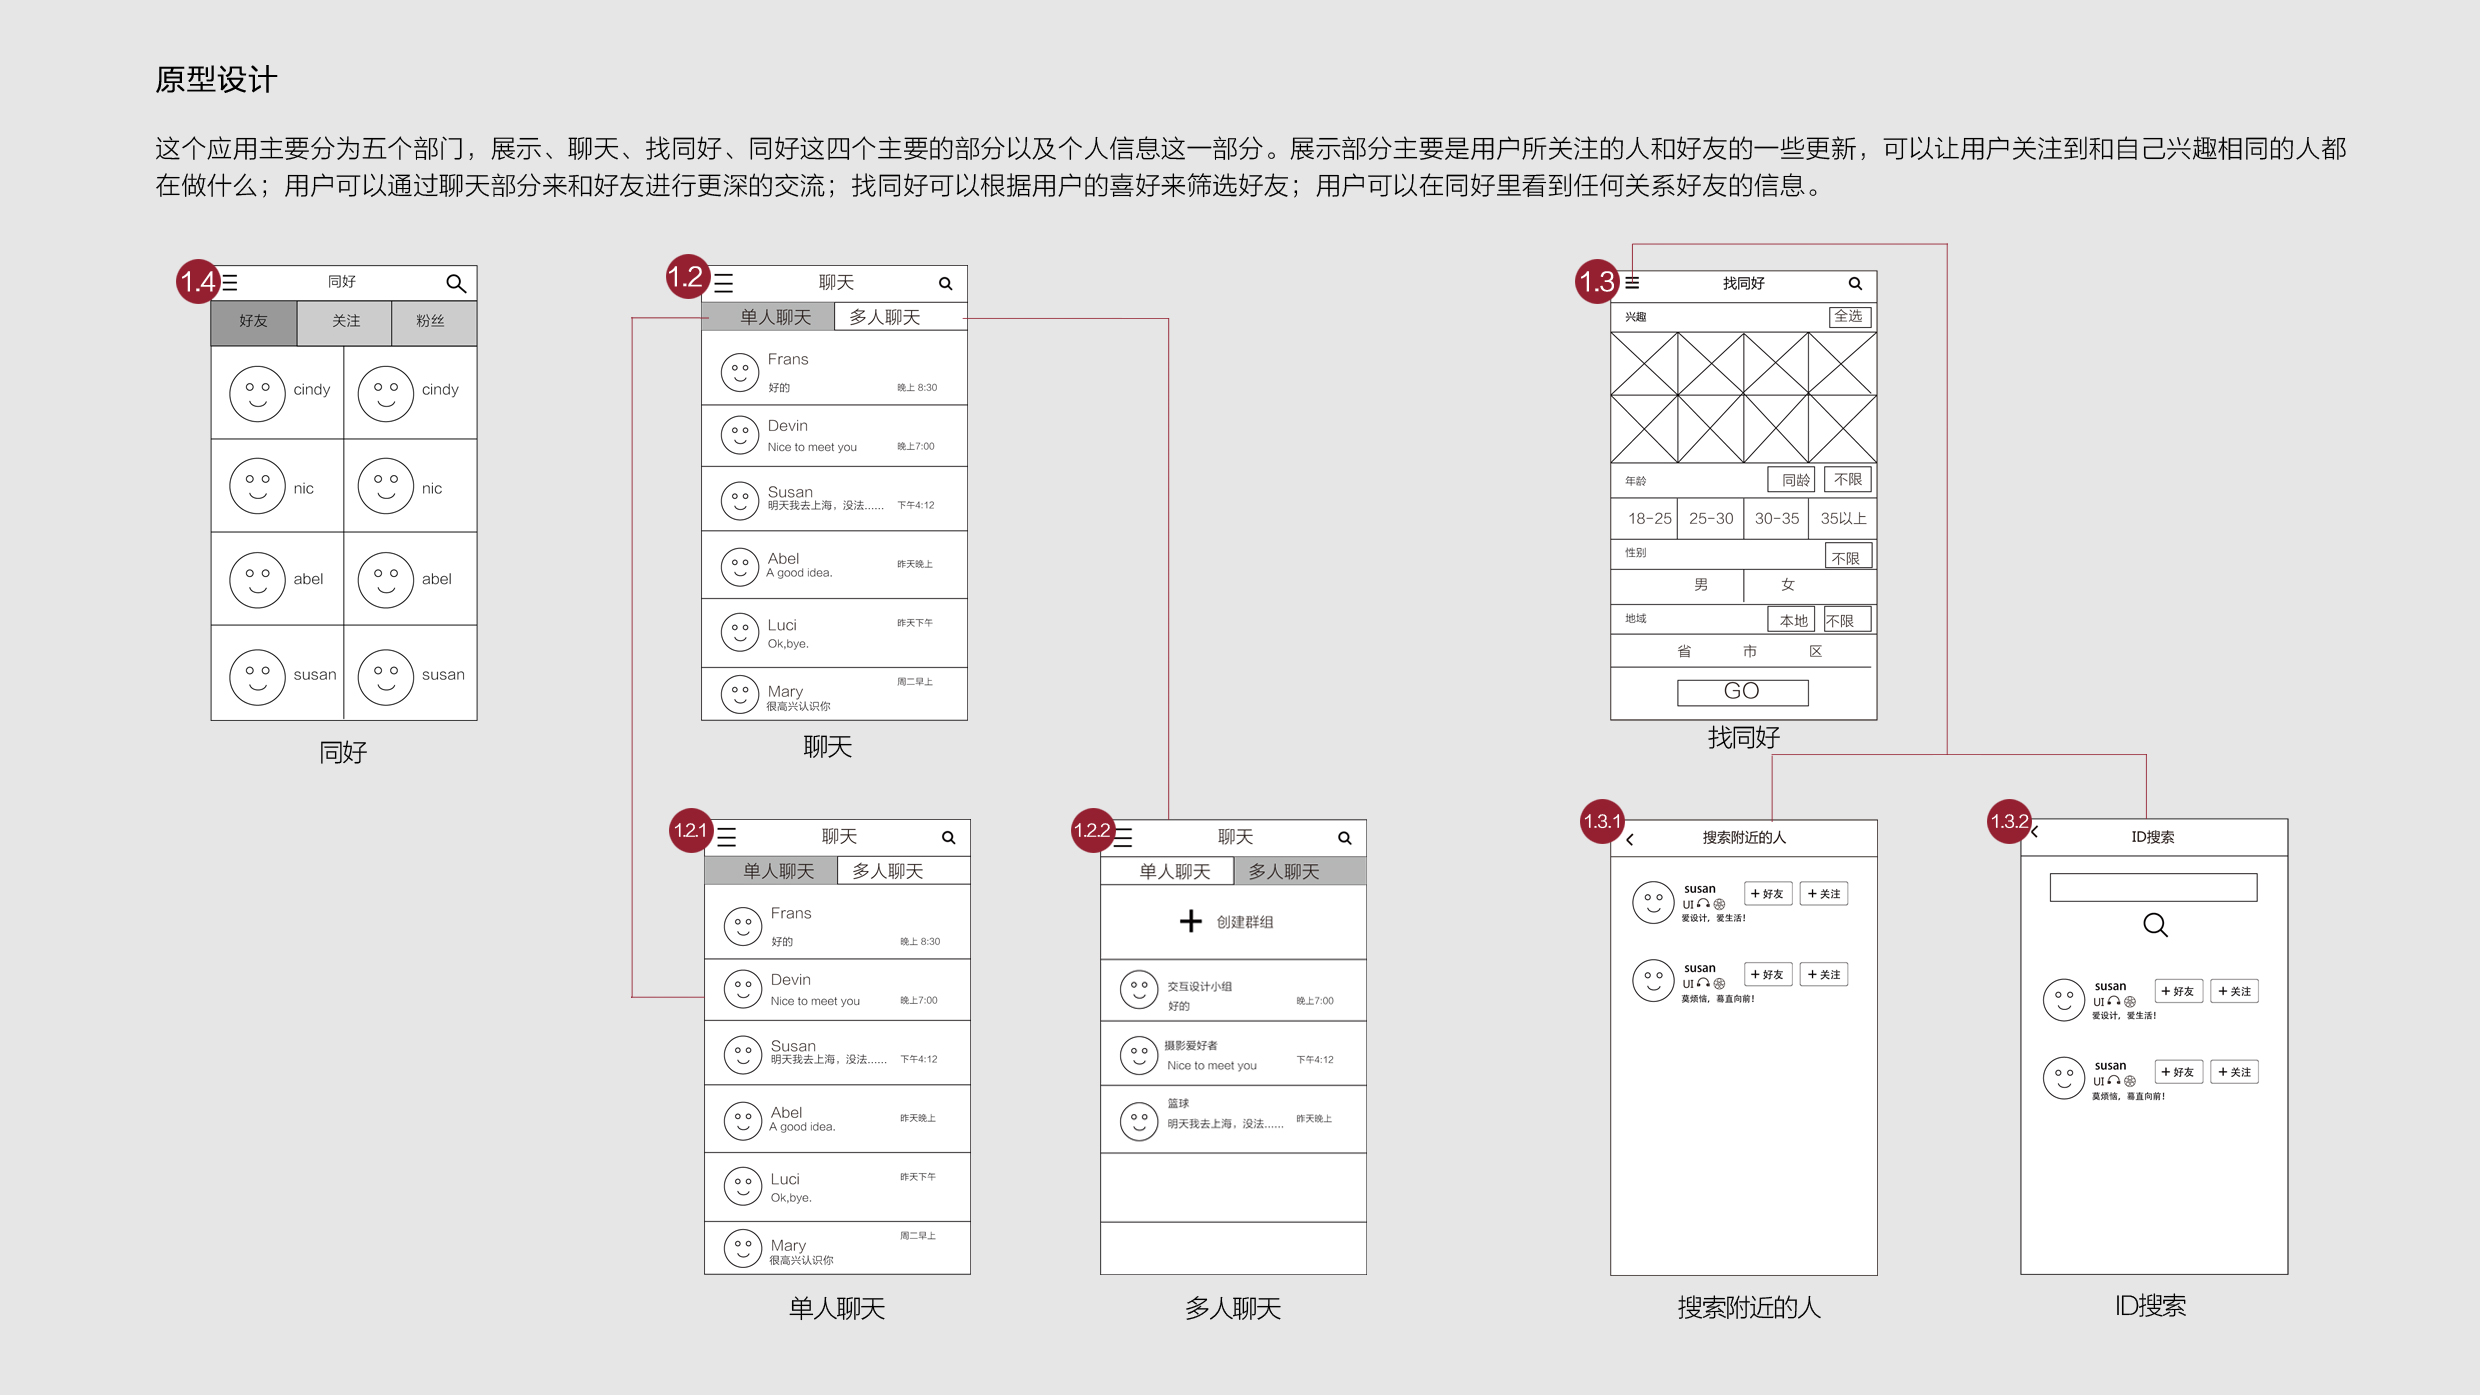 原型设计
这个应用主要分为五个部门，展示、聊天、找同好、同好这四个主要的部分以及个人信息这一部分。展示部分主要是用户所关注的人和好友的一些更新，可以让用户关注到和自己兴趣相同的人都
在做什么；用户可以通过聊天部分来和好友进行更深的交流；找同好可以根据用户的喜好来筛选好友；用户可以在同好里看到任何关系好友的信息。
1.4
同好
好友 关注 粉丝
cindy cindy
nic nic
abel abel
susan susan
同好
1.2
聊天
单人聊天 多人聊天
Frans
好的 晚上 8:30
Devin
Nice to meet you 晚上7:00
Susan
明天我去上海，没法...... 下午4:12
Abel
A good idea. 昨天晚上
Luci 昨天下午
Ok,bye.
Mary 周二早上
很高兴认识你
聊天
1.3
找同好
兴趣 全选
年龄 同龄 不限
18-25 25-30 30-35 35以上
性别 不限
男 女
地域 本地 不限
省 市 区
GO
找同好
1.2.1
聊天
单人聊天 多人聊天
Frans
好的 晚上 8:30
Devin
Nice to meet you 晚上7:00
Susan
明天我去上海，没法...... 下午4:12
Abel
A good idea. 昨天晚上
Luci 昨天下午
Ok,bye.
Mary 周二早上
很高兴认识你
单人聊天
1.2.2
聊天
单人聊天 多人聊天
创建群组
交互设计小组
好的 晚上7:00
摄影爱好者
Nice to meet you 下午4:12
篮球
明天我去上海，没法...... 昨天晚上
多人聊天
1.3.1
搜索附近的人
susan +好友 +关注
UI
爱设计，爱生活！
susan +好友 +关注
UI
莫烦恼，蓦直向前！
搜索附近的人
1.3.2
ID搜索
susan +好友 +关注
UI
爱设计，爱生活！
susan +好友 +关注
UI
莫烦恼，蓦直向前！
ID搜索